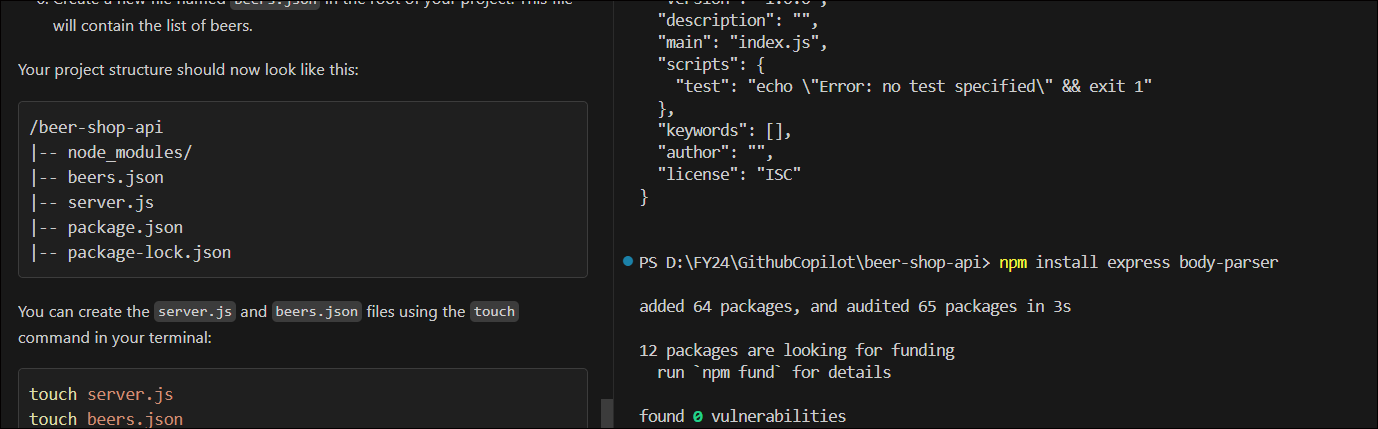 6. Create a new file named beers.json in the root of your project. This file
will contain the list of beers.
Your project structure should now look like this:
/beer-shop-api
|-- node_modules/
|-- beers.json
|-- server.js
|-- package.json
|-- package-lock.json
You can create the server.js and beers.json files using the touch
command in your terminal:
touch server.js
touch beers.json
"version": "1.0.0",
"description": "",
"main": "index.js",
"scripts": {
"test": "echo \"Error: no test specified\" && exit 1"
},
"keywords": [],
"author": "",
"license": "ISC"
}
PS D:\FY24\GithubCopilot\beer-shop-api> npm install express body-parser
added 64 packages, and audited 65 packages in 3s
12 packages are looking for funding
run `npm fund` for details
found 0 vulnerabilities